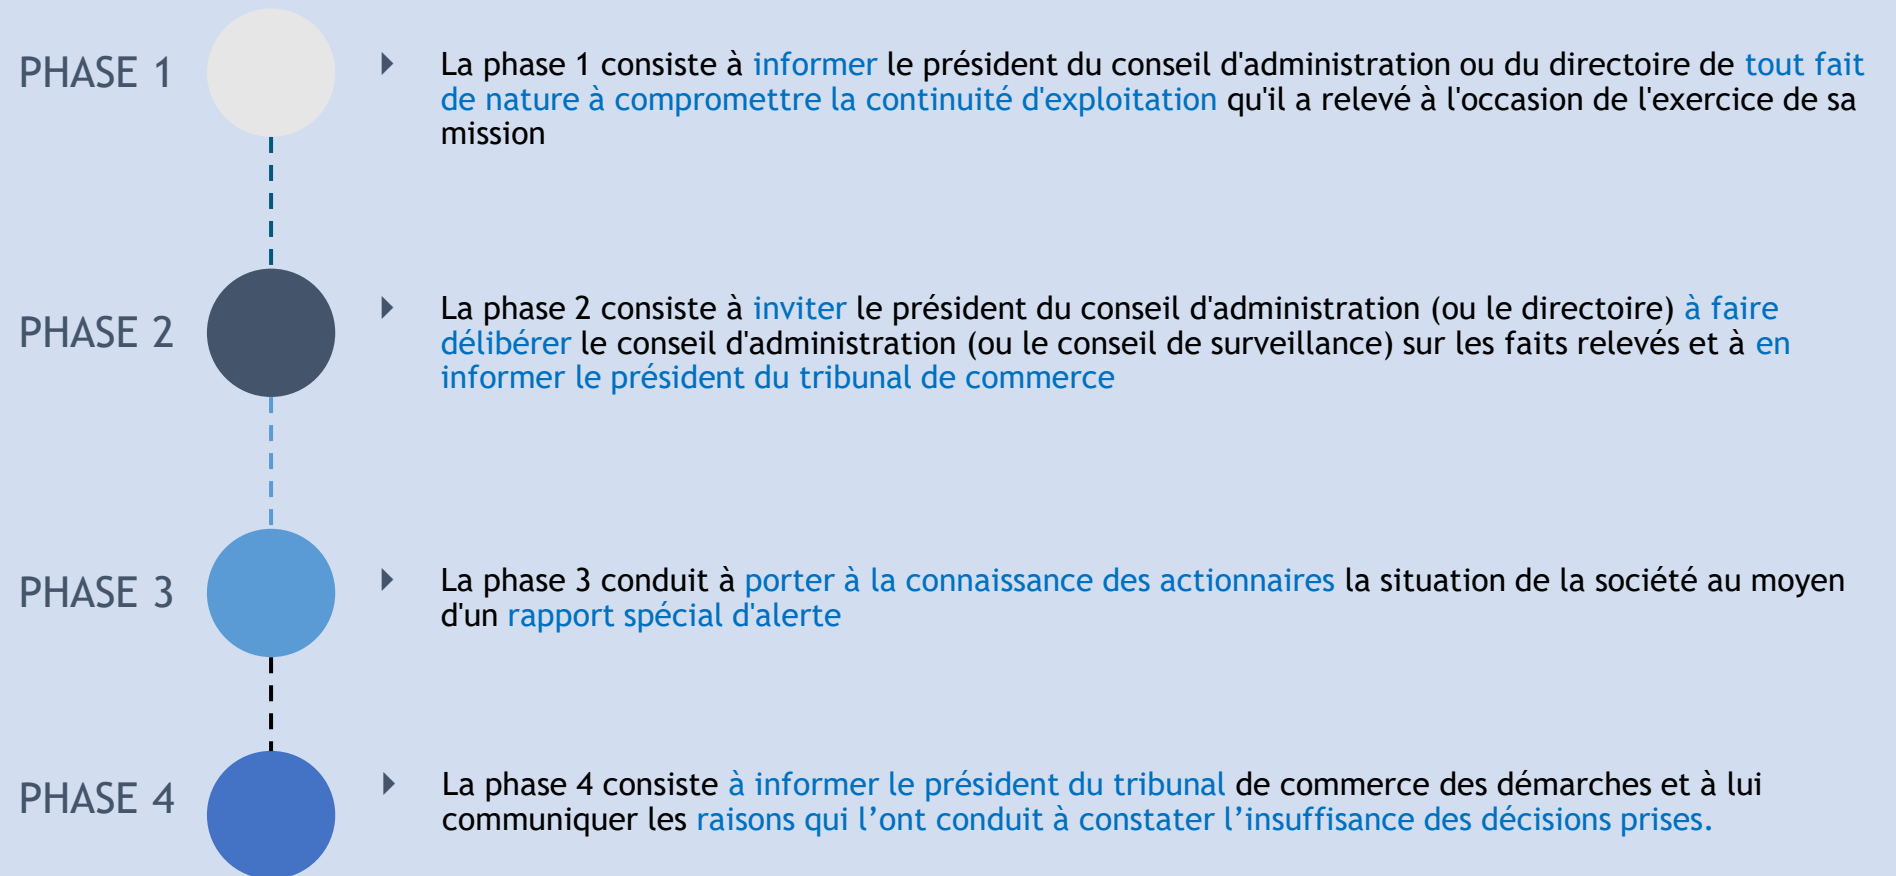 PHASE 1
La phase 1 consiste à informer le président du conseil d'administration ou du directoire de tout fait
de nature à compromettre la continuité d'exploitation qu'il a relevé à l'occasion de l'exercice de sa
mission
PHASE 2
La phase 2 consiste à inviter le président du conseil d'administration (ou le directoire) à faire
délibérer le conseil d'administration (ou le conseil de surveillance) sur les faits relevés et à en
informer le président du tribunal de commerce
PHASE 3
La phase 3 conduit à porter à la connaissance des actionnaires la situation de la société au moyen
d'un rapport spécial d'alerte
PHASE 4
La phase 4 consiste à informer le président du tribunal de commerce des démarches et à lui
communiquer les raisons qui l’ont conduit à constater l’insuffisance des décisions prises.